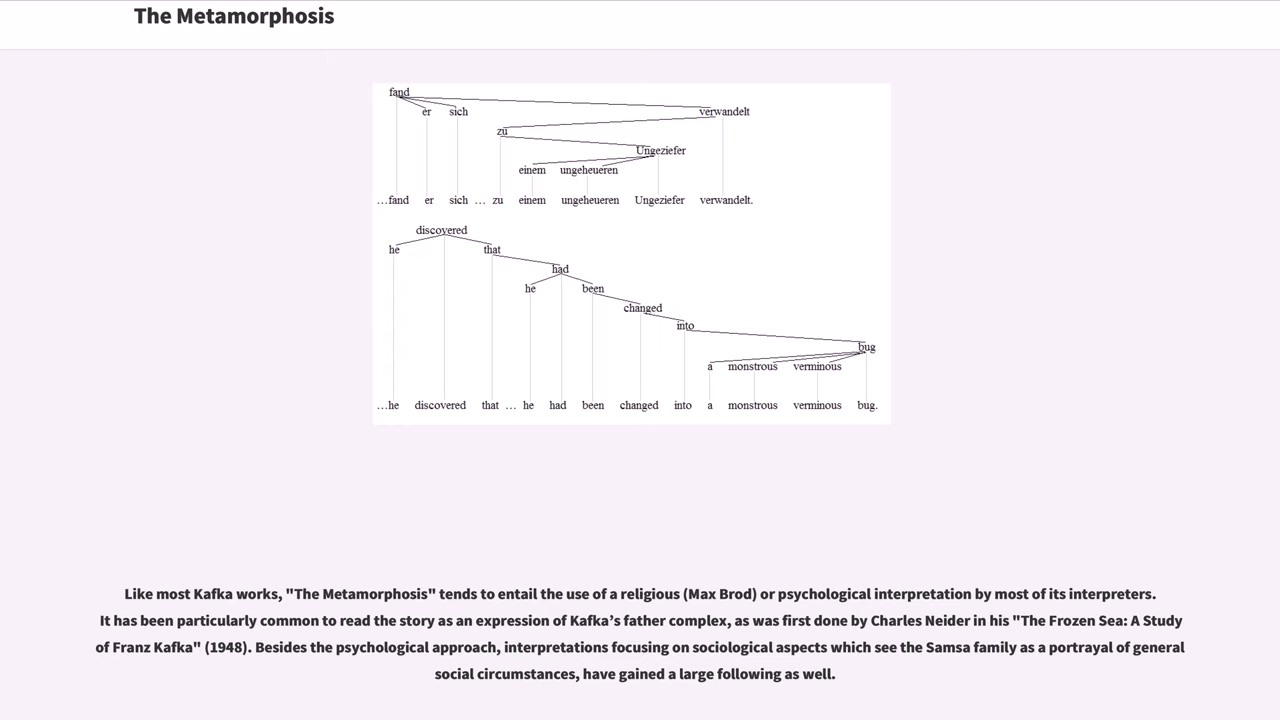 The Metamorphosis
fand
er sich verwandelt
zu
Ungeziefer
einem ungeheueren
…fand er sich … zu einem ungeheueren Ungeziefer verwandelt.
discovered
he that
had
he been
changed
into
bug
a monstrous verminous
…he discovered that … he had been changed into a monstrous verminous bug.
Like most Kafka works, "The Metamorphosis" tends to entail the use of a religious (Max Brod) or psychological interpretation by most of its interpreters.
It has been particularly common to read the story as an expression of Kafka’s father complex, as was first done by Charles Neider in his "The Frozen Sea: A Study
of Franz Kafka" (1948). Besides the psychological approach, interpretations focusing on sociological aspects which see the Samsa family as a portrayal of general
social circumstances, have gained a large following as well.